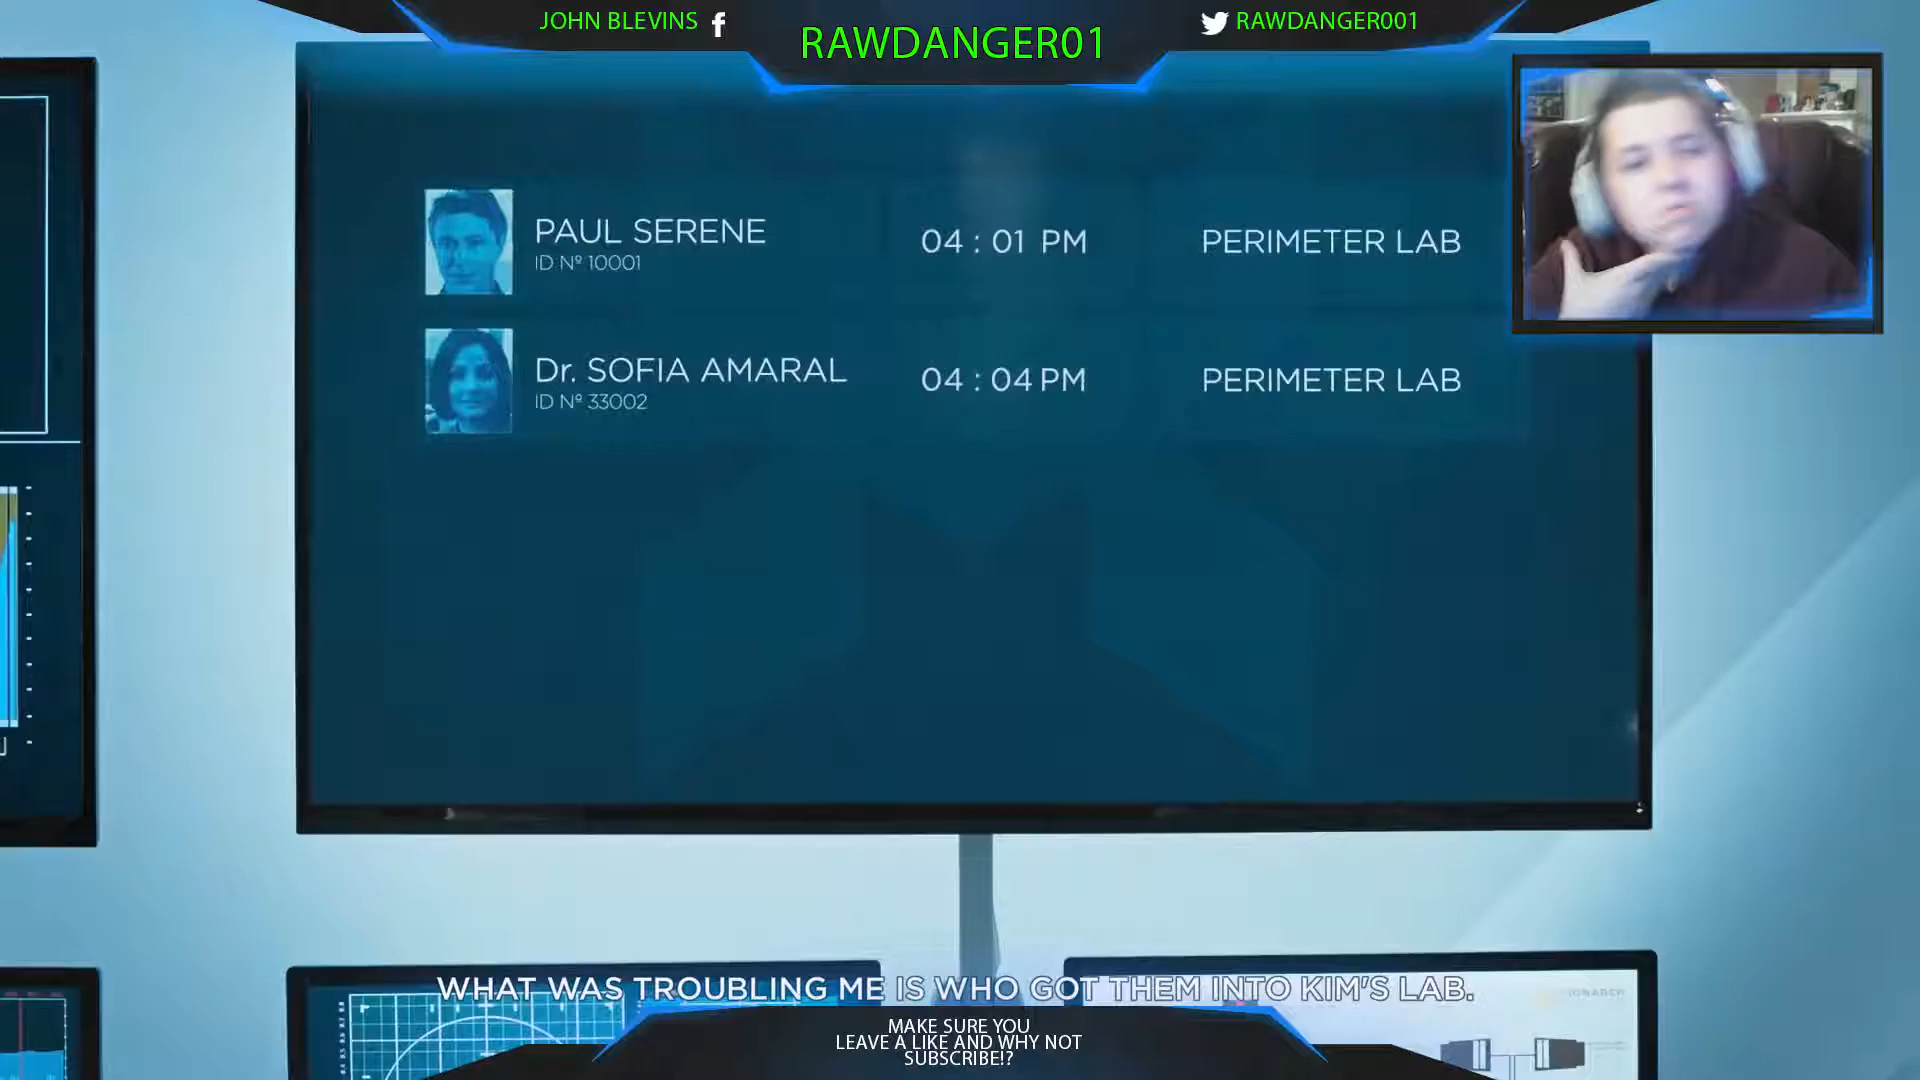 JOHN BLEVINS
RAWDANGER01
RAWDANGER001
PAUL SERENE
ID Nº 10001
04 : 01 PM
PERIMETER LAB
Dr. SOFIA AMARAL
ID Nº 33002
04 : 04 PM
PERIMETER LAB
WHAT WAS TROUBLING ME IS WHO GOT THEM INTO KIM'S LAB.
MAKE SURE YOU
LEAVE A LIKE AND WHY NOT
SUBSCRIBE!?